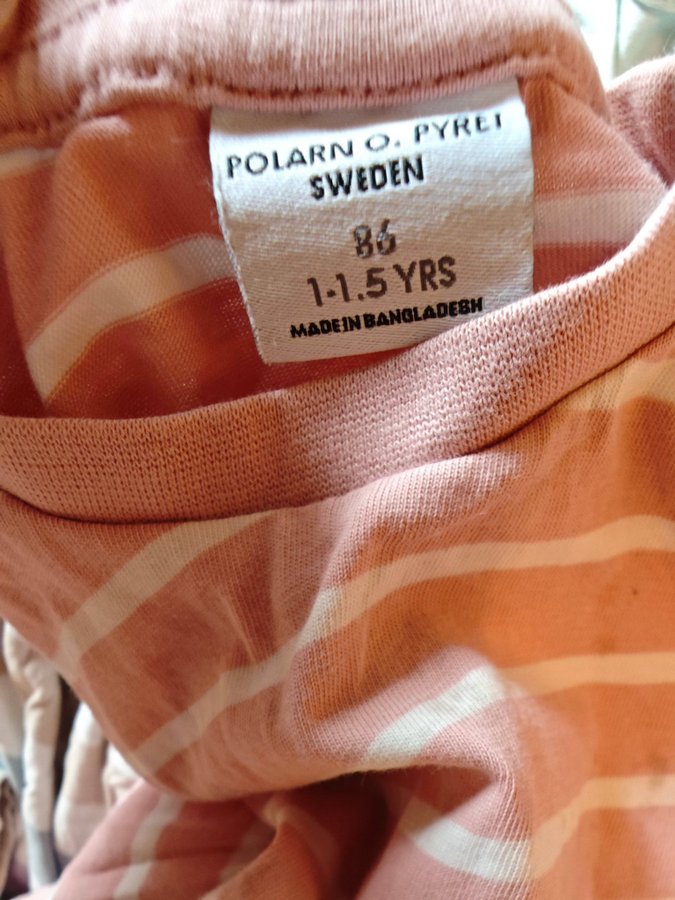 POLARN O. PYRET
SWEDEN
86
1-1.5 YRS
MADE IN BANGLADESH